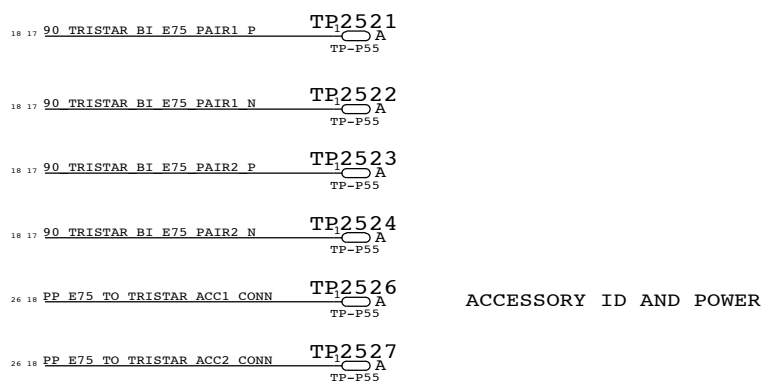 TP2521
18 17 90_TRISTAR_BI_E75_PAIR1_P 1 A
TP-P55
TP2522
18 17 90_TRISTAR_BI_E75_PAIR1_N 1 A
TP-P55
TP2523
18 17 90_TRISTAR_BI_E75_PAIR2_P 1 A
TP-P55
TP2524
18 17 90_TRISTAR_BI_E75_PAIR2_N 1 A
TP-P55
TP2526
26 18 PP_E75_TO_TRISTAR_ACC1_CONN 1 A ACCESSORY ID AND POWER
TP-P55
TP2527
26 18 PP_E75_TO_TRISTAR_ACC2_CONN 1 A
TP-P55